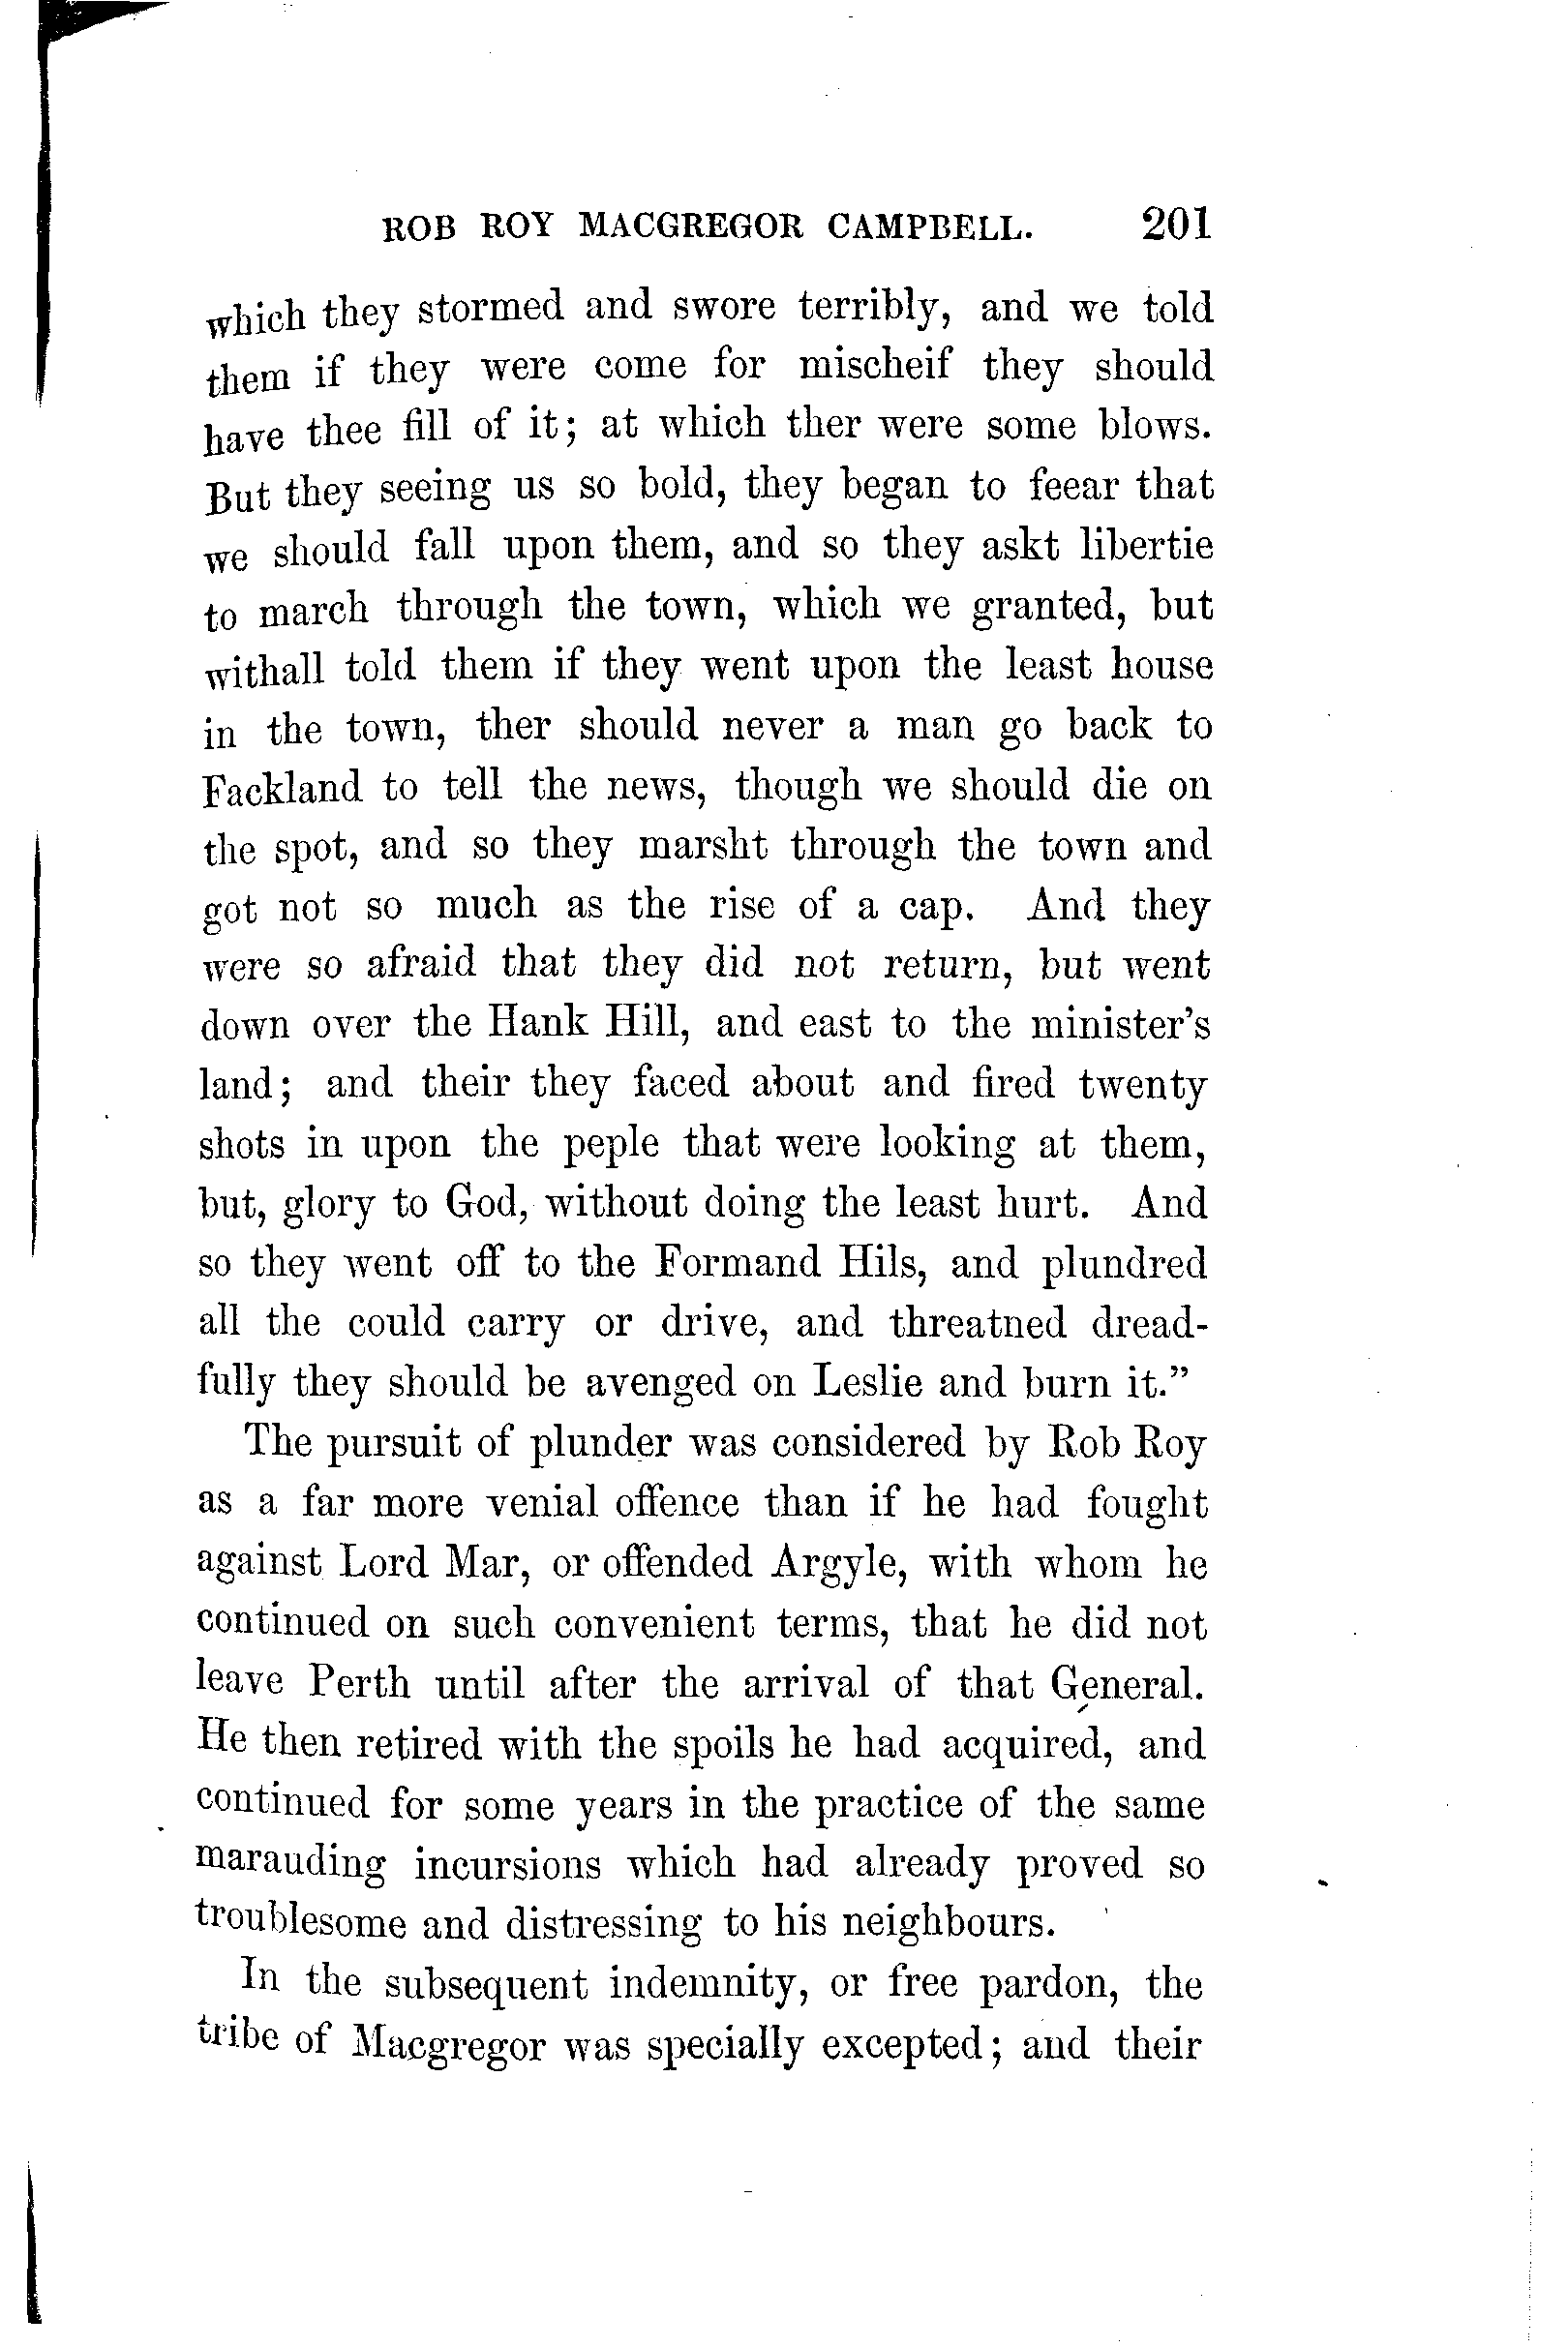 ROB ROY MACGREGOR CAMPBELL. 201
which they stormed and swore terribly, and we told
them if they were come for mischeif they should
have thee fill of it; at which ther were some blows.
But they seeing us so bold, they began to feear that
we should fall upon them, and so they askt libertie
to march through the town, which we granted, but
withall told them if they went upon the least house
in the town, ther should never a man go back to
Fackland to tell the news, though we should die on
the spot, and so they marsht through the town and
got not so much as the rise of a cap. And they
were so afraid that they did not return, but went
down over the Hank Hill, and east to the minister's
land; and their they faced about and fired twenty
shots in upon the peple that were looking at them,
but, glory to God, without doing the least hurt. And
so they went off to the Formand Hils, and plundred
all the could carry or drive, and threatned dread-
fully they should be avenged on Leslie and burn it."
The pursuit of plunder was considered by Rob Roy
as a far more venial offence than if he had fought
against Lord Mar, or offended Argyle, with whom he
continued on such convenient terms, that he did not
leave Perth until after the arrival of that General.
He then retired with the spoils he had acquired, and
continued for some years in the practice of the same
marauding incursions which had already proved so
troublesome and distressing to his neighbours.
In the subsequent indemnity, or free pardon, the
tribe of Macgregor was specially excepted; and their